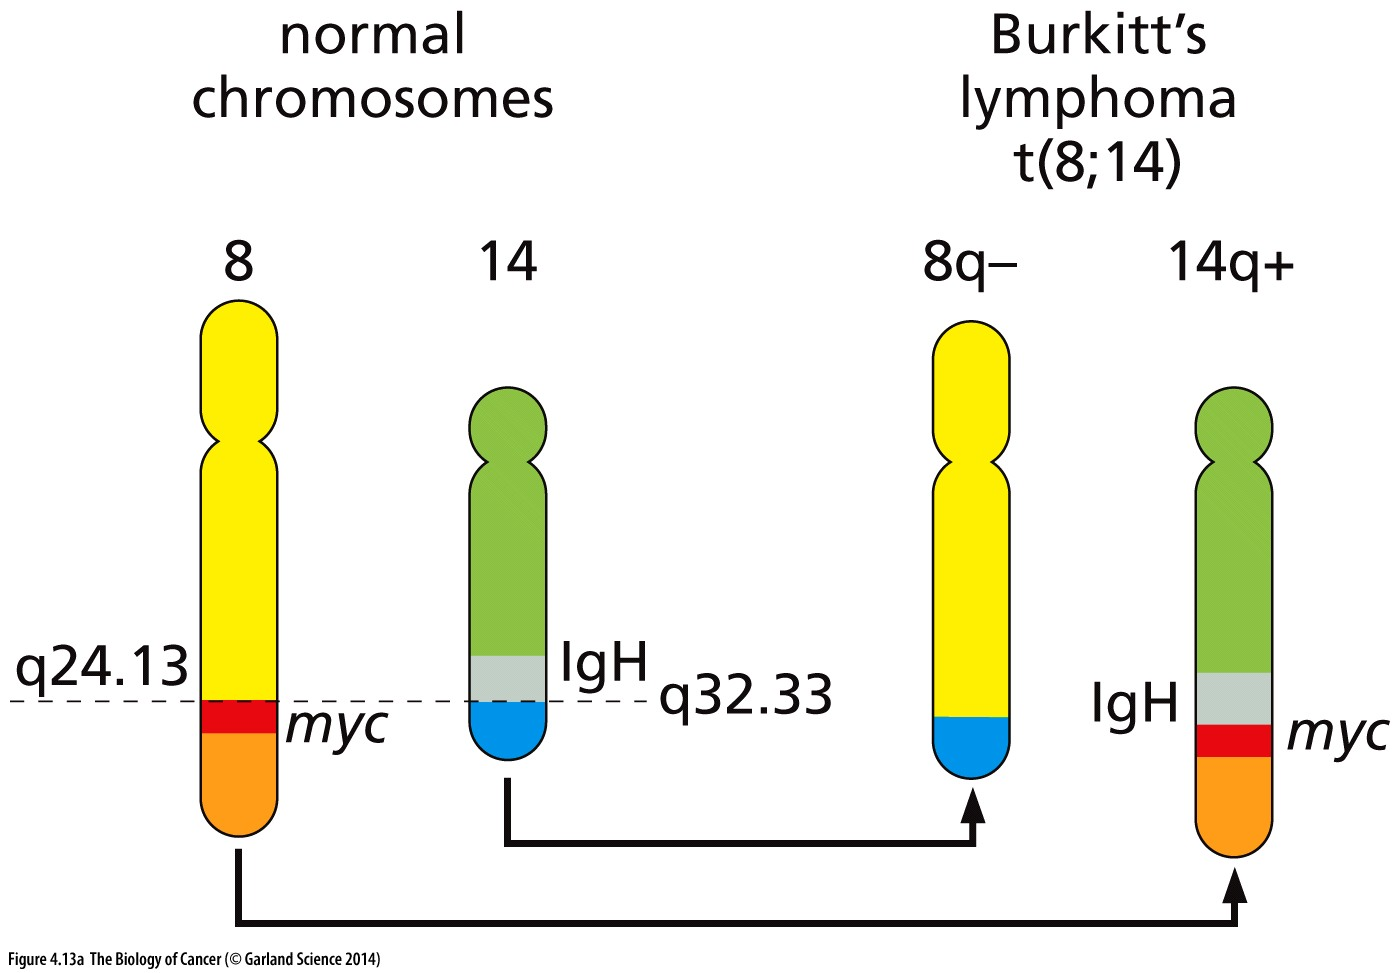 normal
chromosomes
Burkitt's
lymphoma
t(8;14)
8
14
8q–
14q+
q24.13
IgH
q32.33
myc
IgH
myc
Figure 4.13a The Biology of Cancer (© Garland Science 2014)